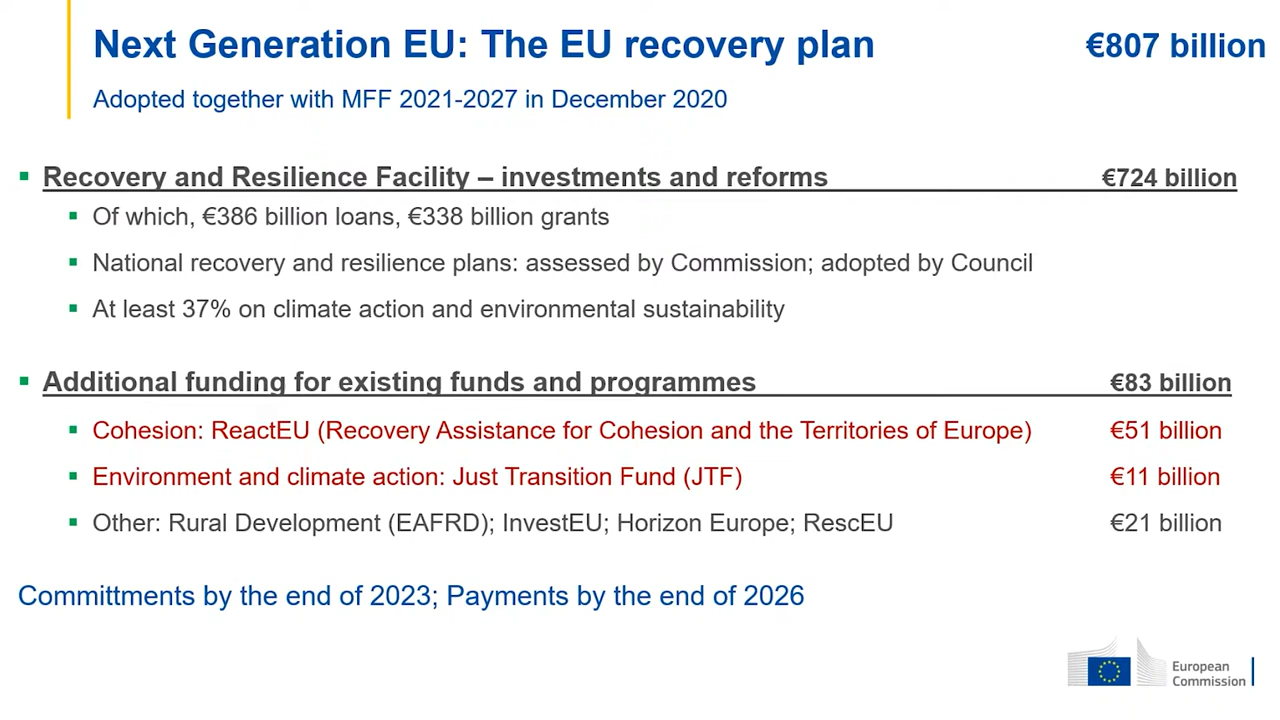 Next Generation EU: The EU recovery plan €807 billion
Adopted together with MFF 2021-2027 in December 2020
Recovery and Resilience Facility – investments and reforms €724 billion
Of which, €386 billion loans, €338 billion grants
National recovery and resilience plans: assessed by Commission; adopted by Council
At least 37% on climate action and environmental sustainability
Additional funding for existing funds and programmes €83 billion
Cohesion: ReactEU (Recovery Assistance for Cohesion and the Territories of Europe) €51 billion
Environment and climate action: Just Transition Fund (JTF) €11 billion
Other: Rural Development (EAFRD); InvestEU; Horizon Europe; RescEU €21 billion
Committments by the end of 2023; Payments by the end of 2026
European
Commission